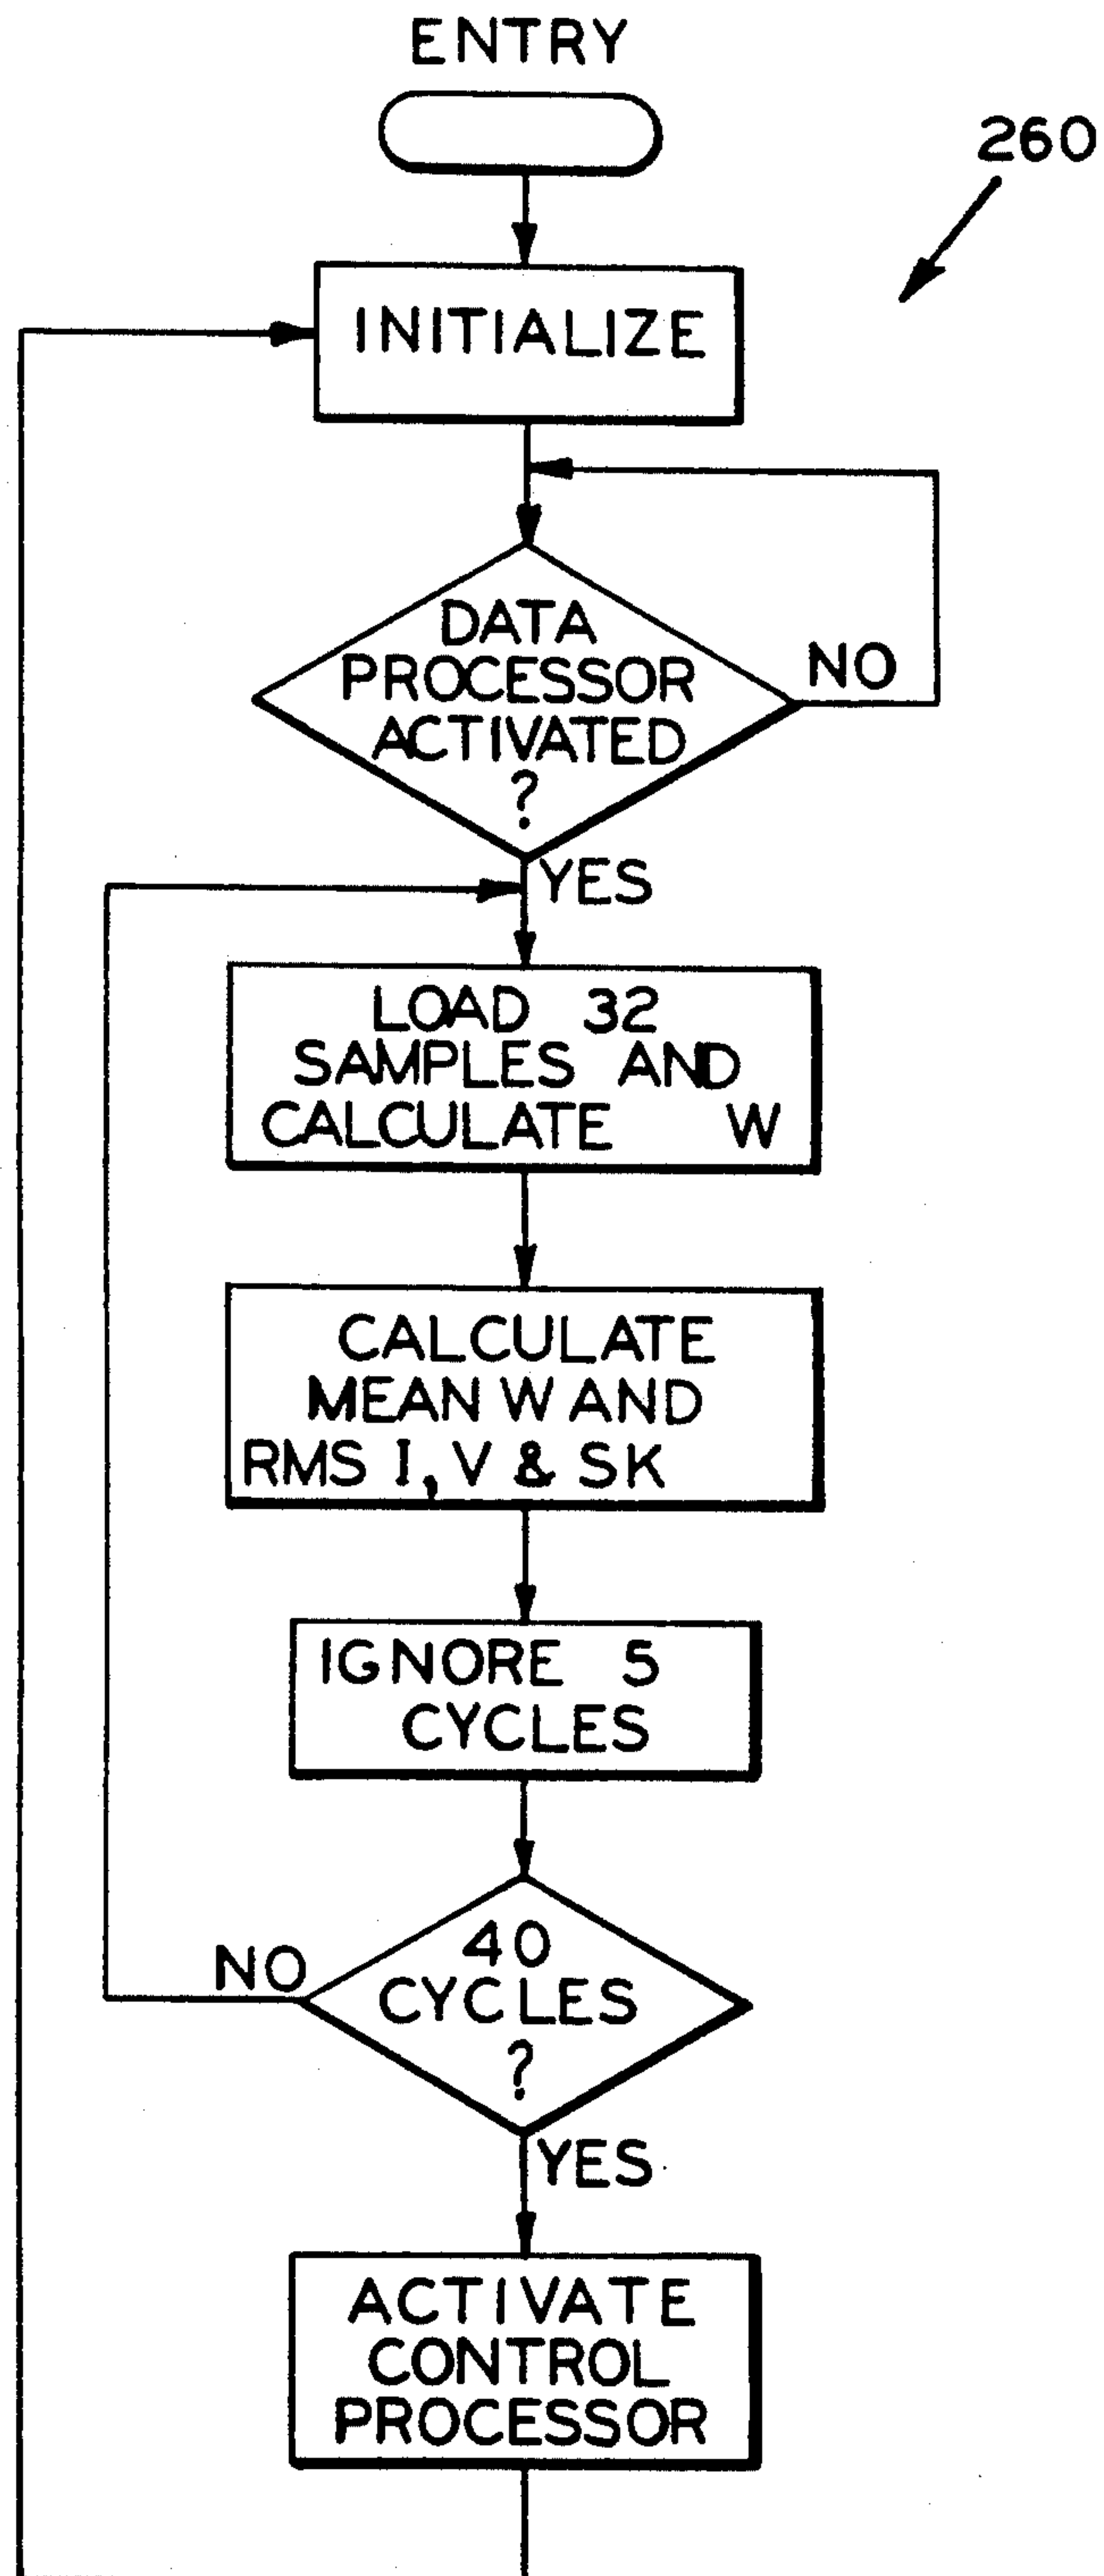 ENTRY
260
INITIALIZE
DATA
PROCESSOR
ACTIVATED
?
NO
YES
LOAD 32
SAMPLES AND
CALCULATE W
CALCULATE
MEAN W AND
RMS I, V & SK
IGNORE 5
CYCLES
40
CYCLES
?
NO
YES
ACTIVATE
CONTROL
PROCESSOR